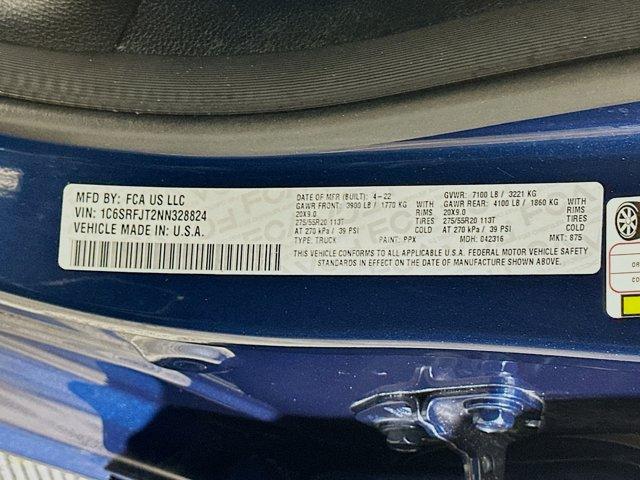 MFD BY: FCA US LLC
VIN: 1C6SRFJT2NN328824
VEHICLE MADE IN: U.S.A.
DATE OF MFR (BUILT): 4-22
GAWR FRONT: 3900 LB / 1770 KG WITH
20X9.0 RIMS
275/55R20 113T TIRES
AT 270 kPa / 39 PSI COLD
TYPE: TRUCK PAINT: PPX
GVWR: 7100 LB / 3221 KG
GAWR REAR: 4100 LB / 1860 KG WITH
20X9.0 RIMS
275/55R20 113T TIRES
AT 270 kPa / 39 PSI COLD
MDH: 042316 MKT: 875
THIS VEHICLE CONFORMS TO ALL APPLICABLE U.S.A. FEDERAL MOTOR VEHICLE SAFETY
STANDARDS IN EFFECT ON THE DATE OF MANUFACTURE SHOWN ABOVE.